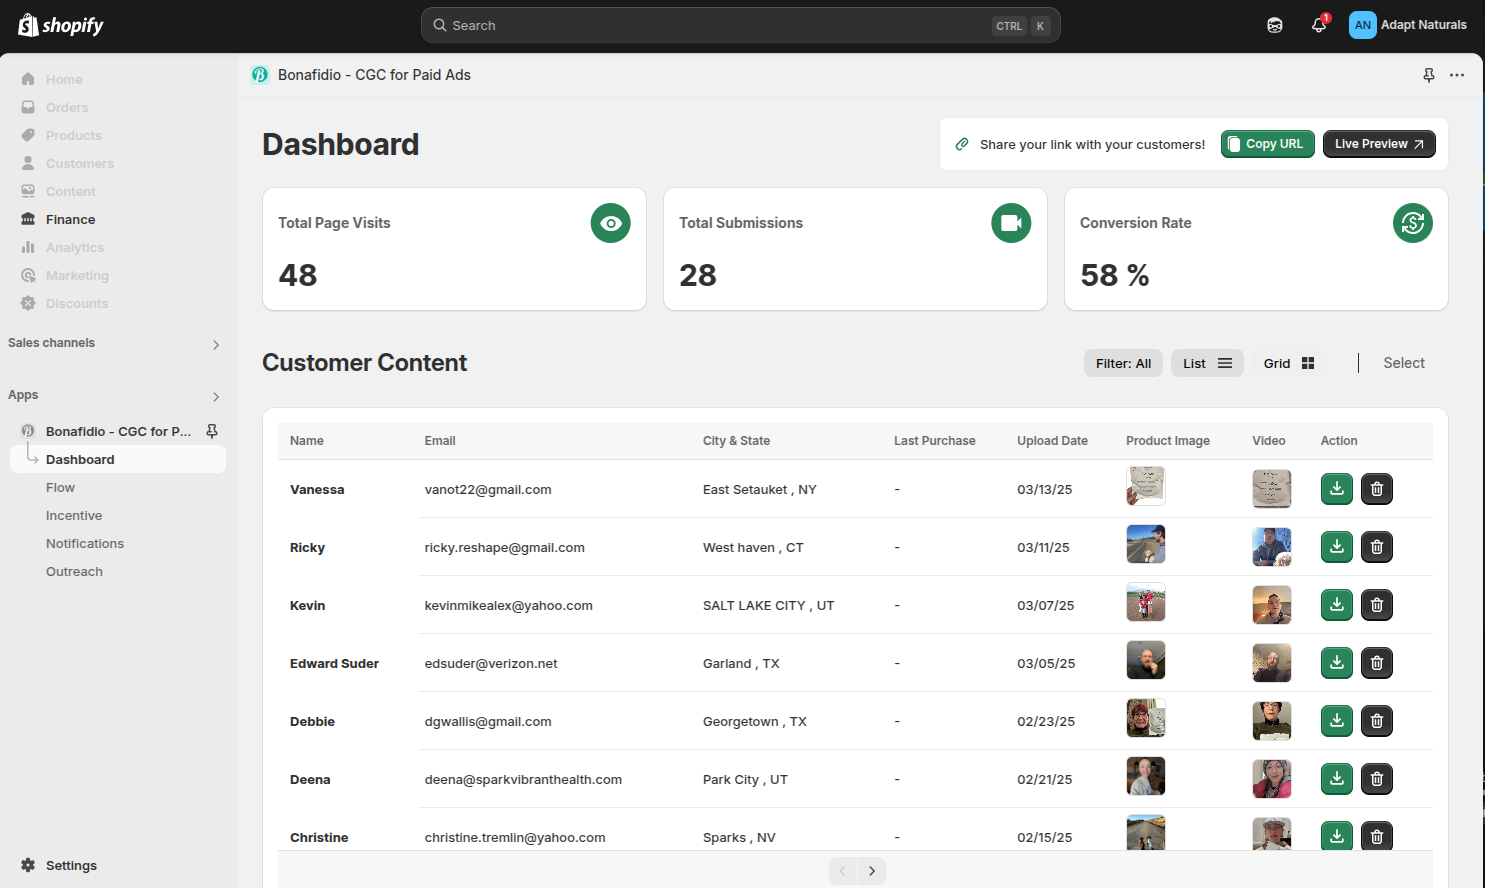 shopify
Search
CTRL K
1
AN
Adapt Naturals
Home
Orders
Products
Customers
Content
Finance
Analytics
Marketing
Discounts
Sales channels
Apps
Bonafidio - CGC for P...
Dashboard
Flow
Incentive
Notifications
Outreach
Settings
Bonafidio - CGC for Paid Ads
Dashboard
Share your link with your customers!
Copy URL
Live Preview
Total Page Visits
48
Total Submissions
28
Conversion Rate
58 %
Customer Content
Filter: All
List
Grid
Select
Name Email City & State Last Purchase Upload Date Product Image Video Action
Vanessa vanot22@gmail.com East Setauket , NY - 03/13/25
Ricky ricky.reshape@gmail.com West haven , CT - 03/11/25
Kevin kevinmikealex@yahoo.com SALT LAKE CITY , UT - 03/07/25
Edward Suder edsuder@verizon.net Garland , TX - 03/05/25
Debbie dgwallis@gmail.com Georgetown , TX - 02/23/25
Deena deena@sparkvibranthealth.com Park City , UT - 02/21/25
Christine christine.tremlin@yahoo.com Sparks , NV - 02/15/25